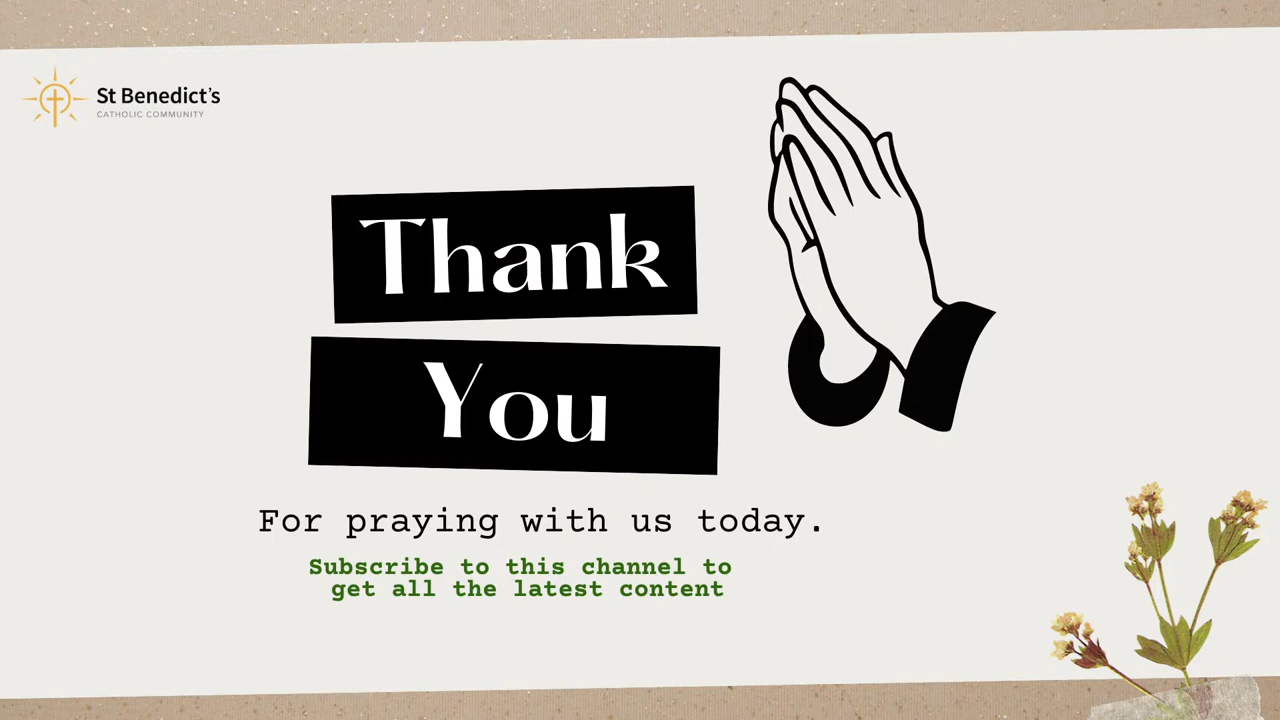 St Benedict's
CATHOLIC COMMUNITY
Thank
You
For praying with us today.
Subscribe to this channel to
get all the latest content